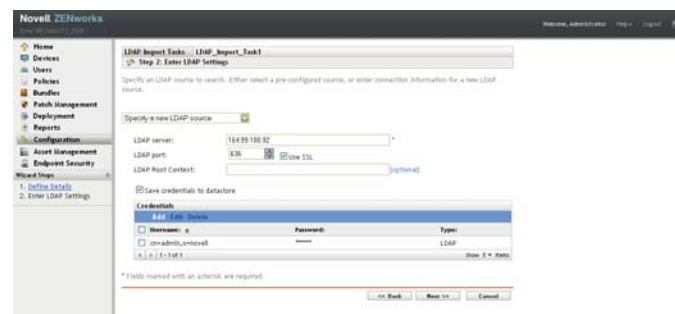 Novell ZENworks
Welcome, Administrator Help Logout
Home
Devices
Users
Policies
Bundles
Patch Management
Deployment
Reports
Configuration
Asset Management
Endpoint Security
Wizard Steps
1. Define Details
2. Enter LDAP Settings
LDAP Import Tasks LDAP_Import_Task1
Step 2: Enter LDAP Settings
Specify an LDAP source to search. Either select a pre-configured source, or enter connection information for a new LDAP
source.
Specify a new LDAP source
LDAP server: 164.99.160.92 *
LDAP port: 636 Use SSL
LDAP Root Context: (optional)
Save credentials to datastore
Credentials
Add Edit Delete
Username: Password: Type:
cn=admin,o=novell ****** LDAP
1 - 1 of 1 show 5 items
* Fields marked with an asterisk are required.
<< Back Next >> Cancel